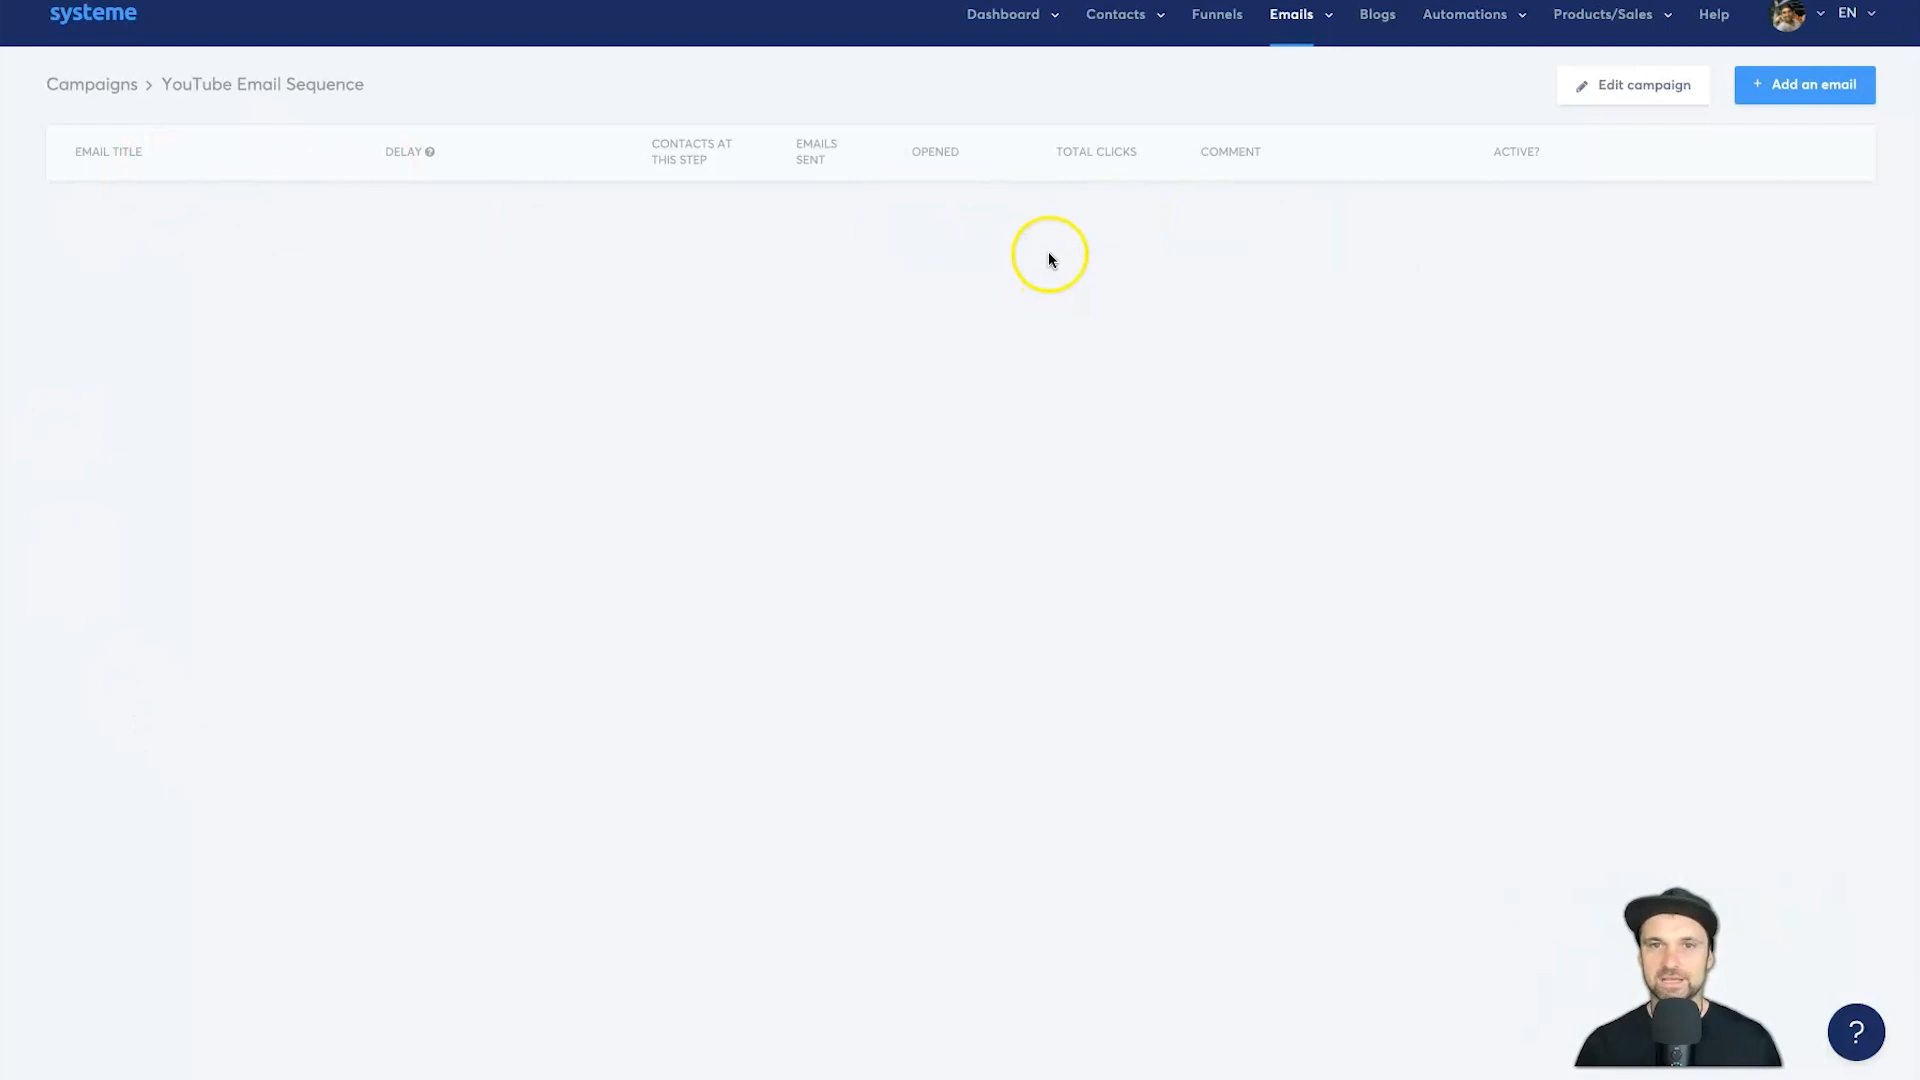 systeme
Dashboard Contacts Funnels Emails Blogs Automations Products/Sales Help EN
Campaigns > YouTube Email Sequence
Edit campaign
+ Add an email
EMAIL TITLE
DELAY ?
CONTACTS AT
THIS STEP
EMAILS
SENT
OPENED
TOTAL CLICKS
COMMENT
ACTIVE?
?